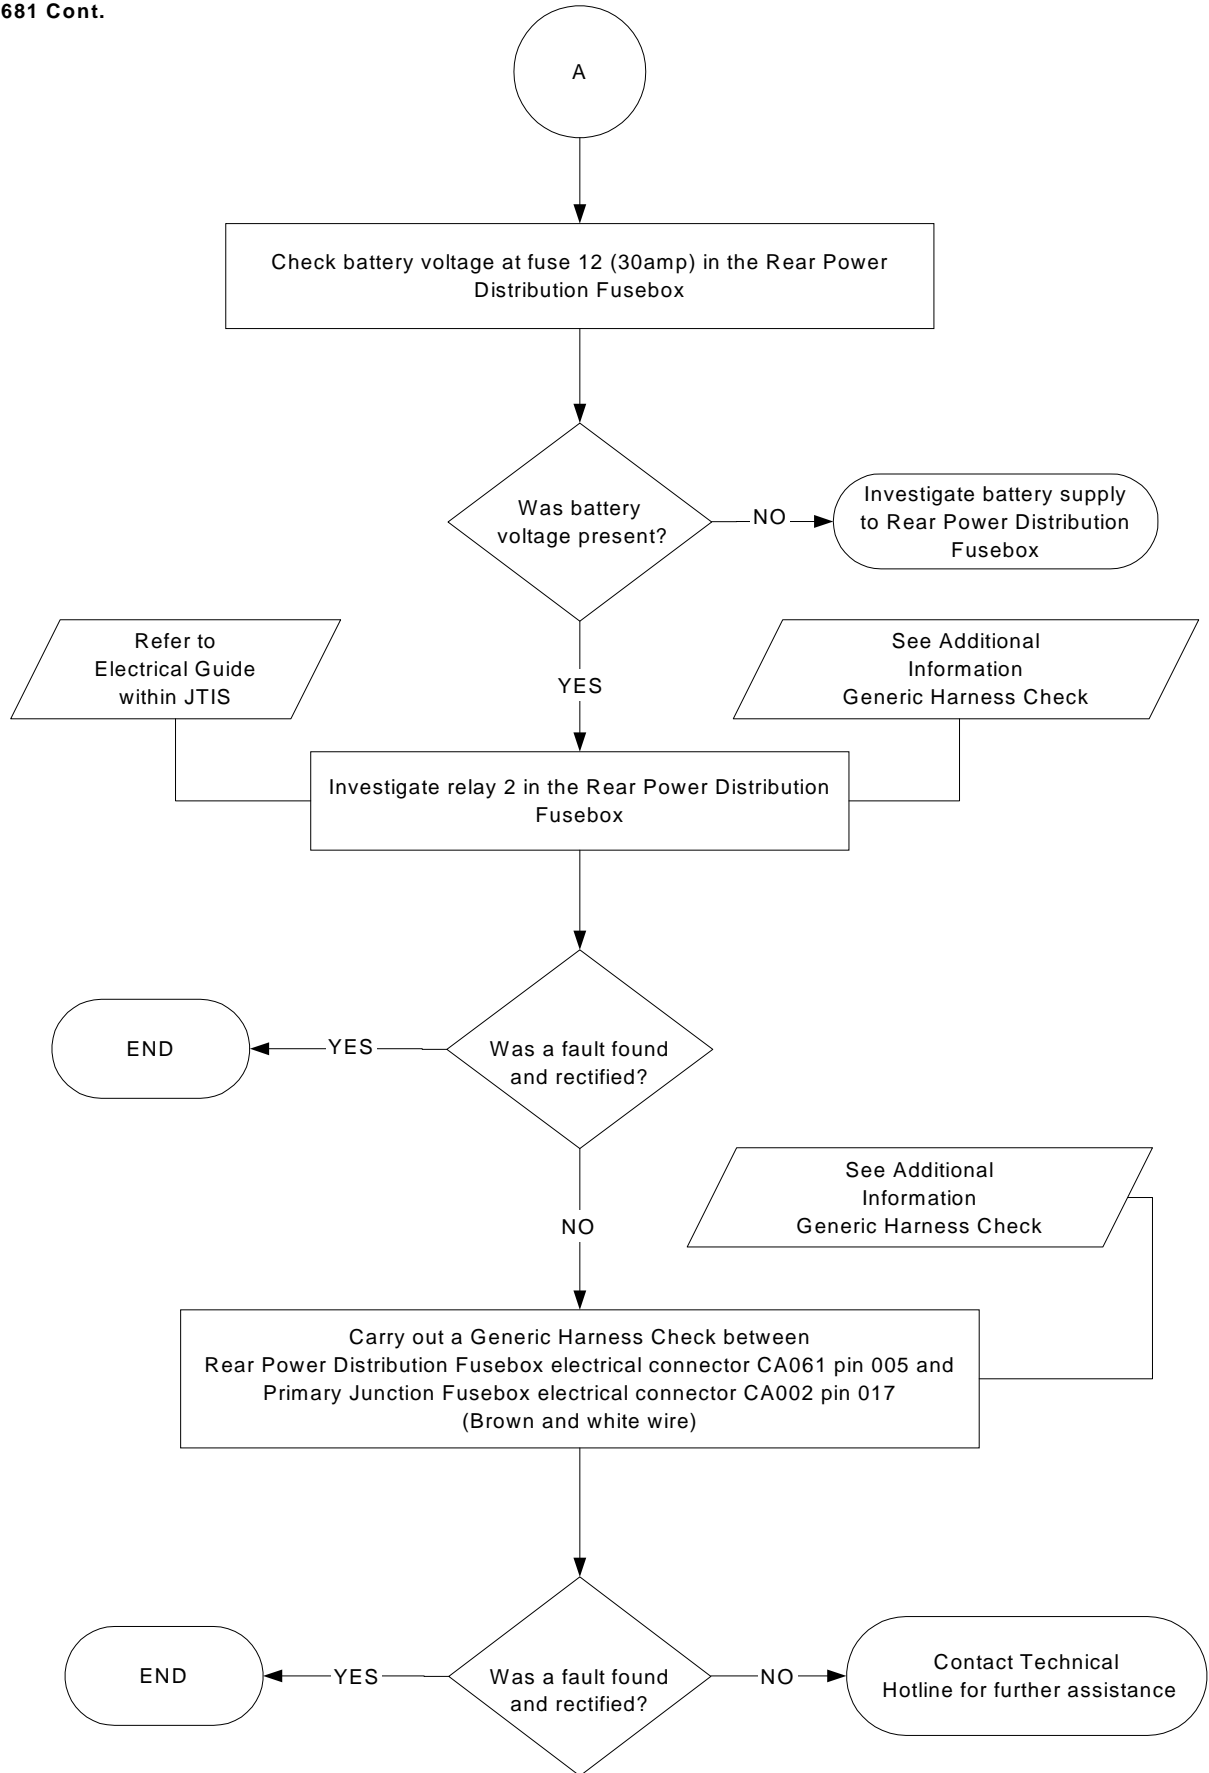 681 Cont.
A
Check battery voltage at fuse 12 (30amp) in the Rear Power
Distribution Fusebox
Was battery
voltage present?
NO
Investigate battery supply
to Rear Power Distribution
Fusebox
YES
Refer to
Electrical Guide
within JTIS
See Additional
Information
Generic Harness Check
Investigate relay 2 in the Rear Power Distribution
Fusebox
Was a fault found
and rectified?
YES
END
NO
See Additional
Information
Generic Harness Check
Carry out a Generic Harness Check between
Rear Power Distribution Fusebox electrical connector CA061 pin 005 and
Primary Junction Fusebox electrical connector CA002 pin 017
(Brown and white wire)
Was a fault found
and rectified?
YES
END
NO
Contact Technical
Hotline for further assistance